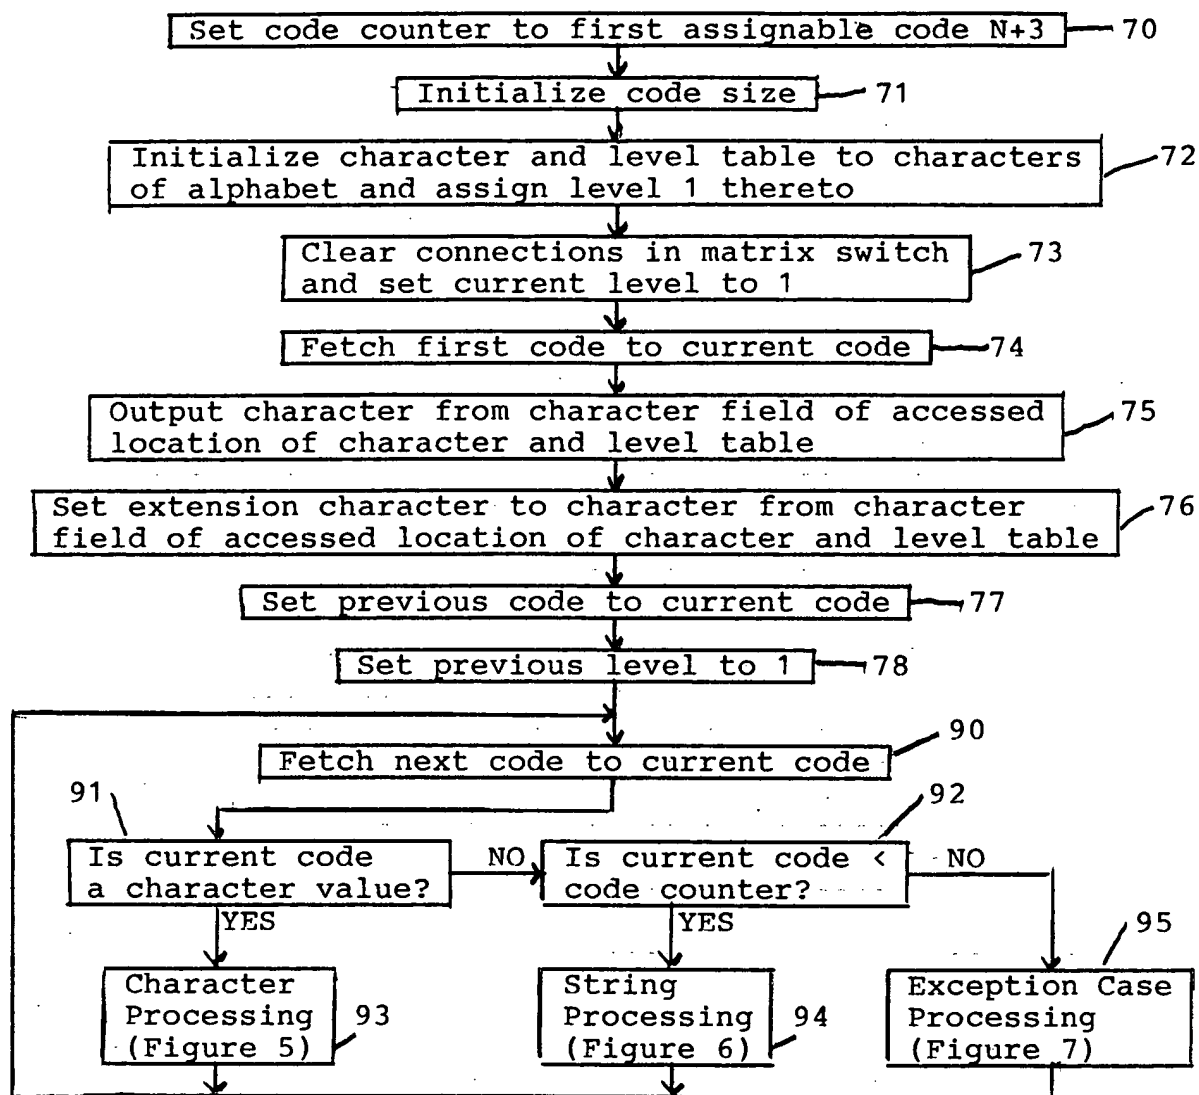 Set code counter to first assignable code N+3
70
Initialize code size
71
Initialize character and level table to characters
of alphabet and assign level 1 thereto
72
Clear connections in matrix switch
and set current level to 1
73
Fetch first code to current code
74
Output character from character field of accessed
location of character and level table
75
Set extension character to character from character
field of accessed location of character and level table
76
Set previous code to current code
77
Set previous level to 1
78
Fetch next code to current code
90
91
Is current code
a character value?
NO
92
Is current code <
code counter?
NO
YES
YES
Character
Processing
(Figure 5)
93
String
Processing
(Figure 6)
94
95
Exception Case
Processing
(Figure 7)